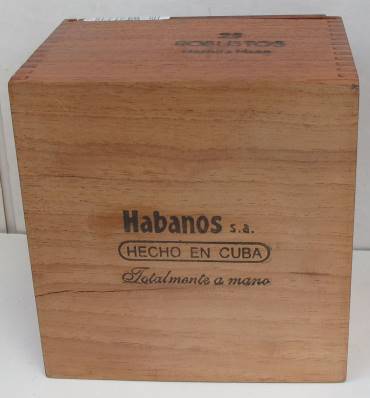 25
ROBUSTOS
Habanos s.a.
HECHO EN CUBA
Totalmente a mano